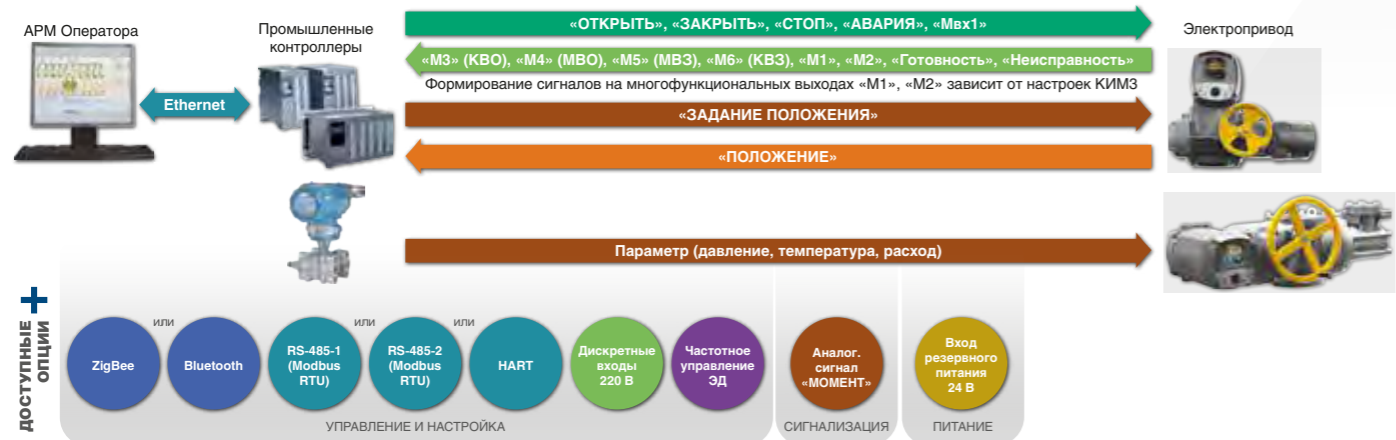 АРМ Оператора
Промышленные
контроллеры
«ОТКРЫТЬ», «ЗАКРЫТЬ», «СТОП», «АВАРИЯ», «Мвх1»
Электропривод
«М3» (КВО), «М4» (МВО), «М5» (МВЗ), «М6» (КВЗ), «М1», «М2», «Готовность», «Неисправность»
Формирование сигналов на многофункциональных выходах «М1», «М2» зависит от настроек КИМ3
Ethernet
«ЗАДАНИЕ ПОЛОЖЕНИЯ»
«ПОЛОЖЕНИЕ»
Параметр (давление, температура, расход)
ДОСТУПНЫЕ
ОПЦИИ
+
ZigBee
или
Bluetooth
RS-485-1
(Modbus
RTU)
или
RS-485-2
(Modbus
RTU)
или
HART
Дискретные
входы
220 В
Частотное
управление
ЭД
Аналог.
сигнал
«МОМЕНТ»
Вход
резервного
питания
24 В
УПРАВЛЕНИЕ И НАСТРОЙКА
СИГНАЛИЗАЦИЯ
ПИТАНИЕ